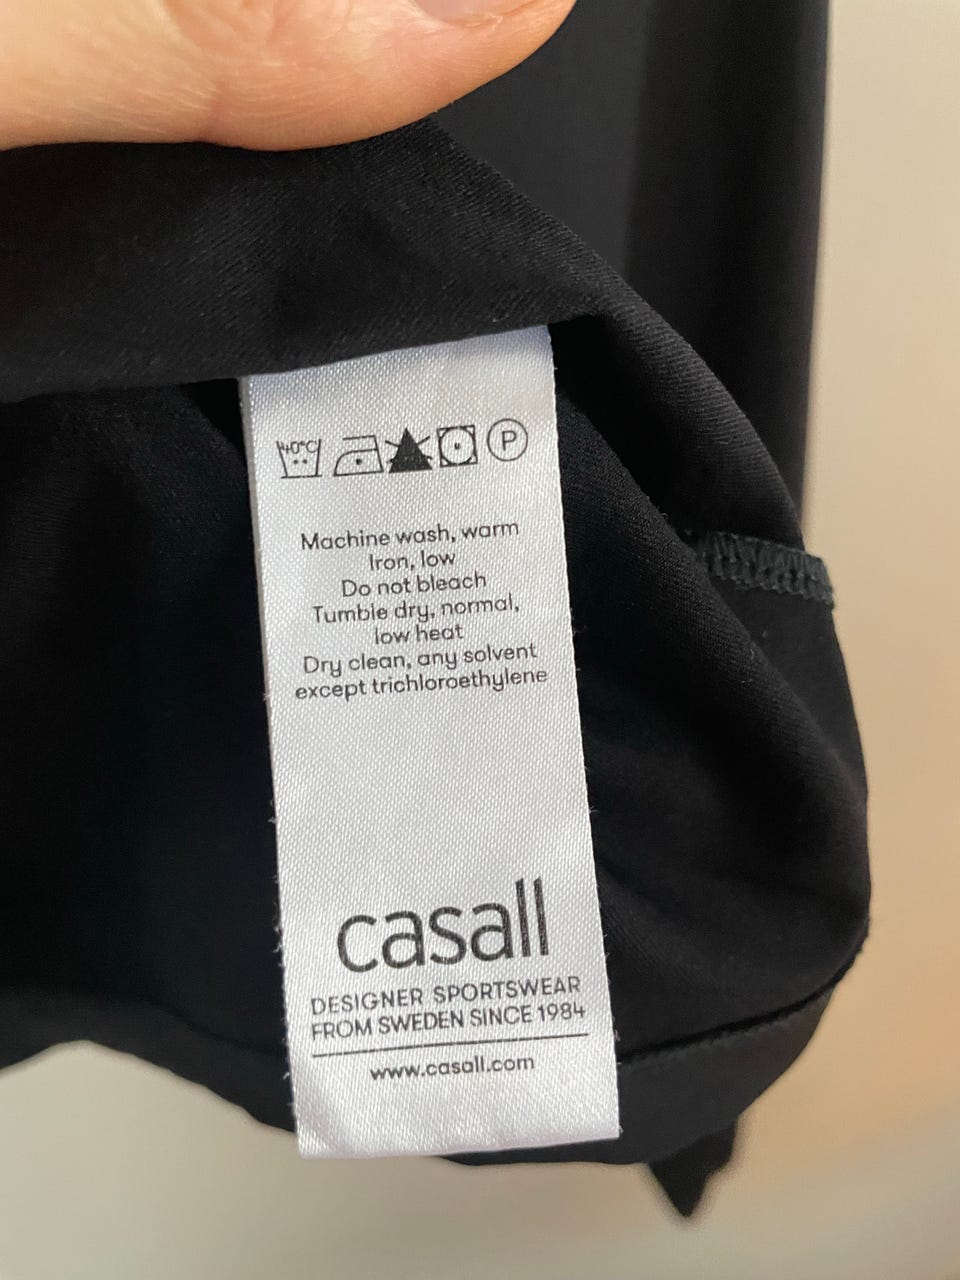 40°C P
Machine wash, warm
Iron, low
Do not bleach
Tumble dry, normal,
low heat
Dry clean, any solvent
except trichloroethylene
casall
DESIGNER SPORTSWEAR
FROM SWEDEN SINCE 1984
www.casall.com